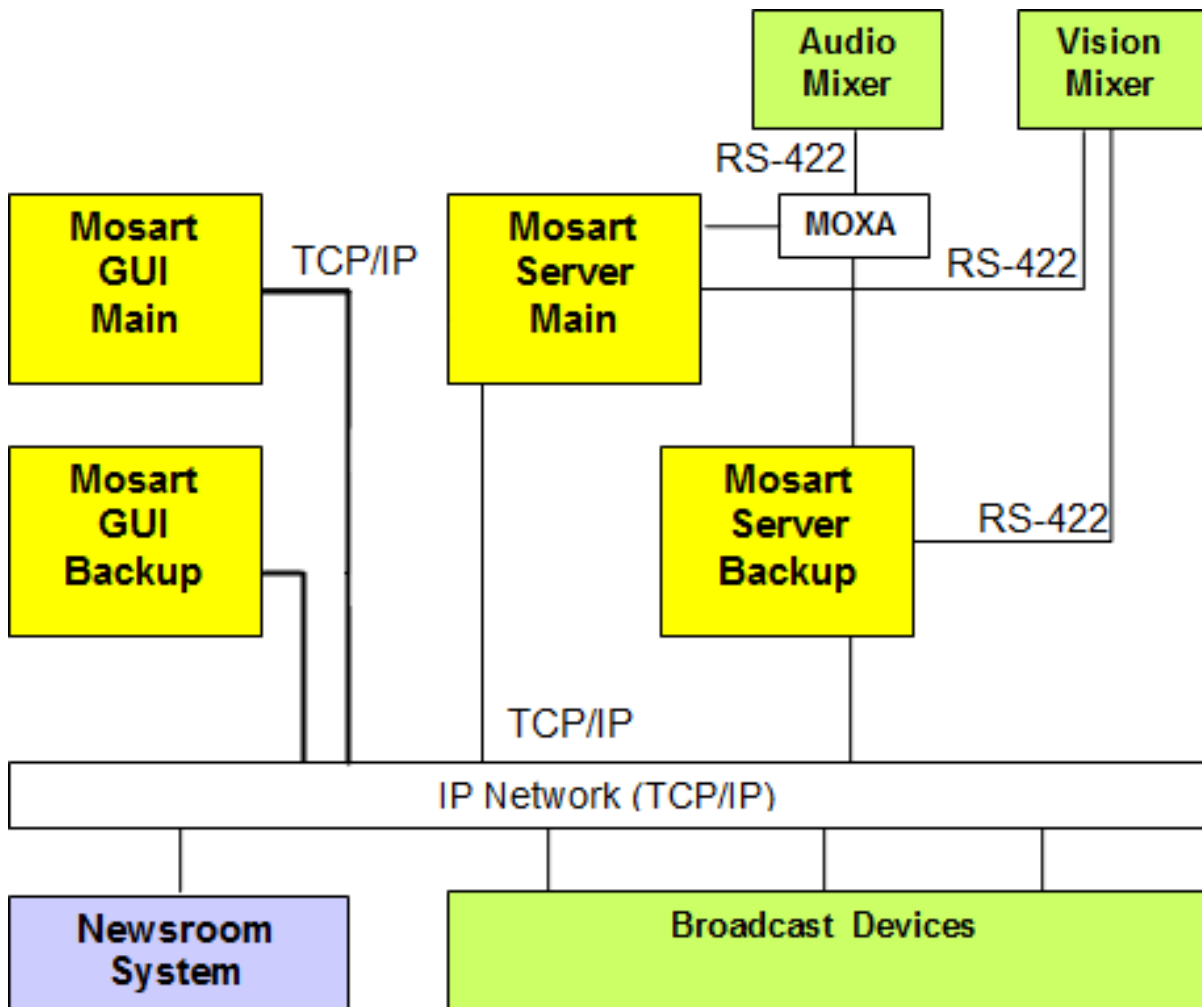 Audio
Mixer
Vision
Mixer
RS-422
Mosart
GUI
Main
TCP/IP
Mosart
Server
Main
MOXA
RS-422
Mosart
GUI
Backup
Mosart
Server
Backup
RS-422
TCP/IP
IP Network (TCP/IP)
Newsroom
System
Broadcast Devices